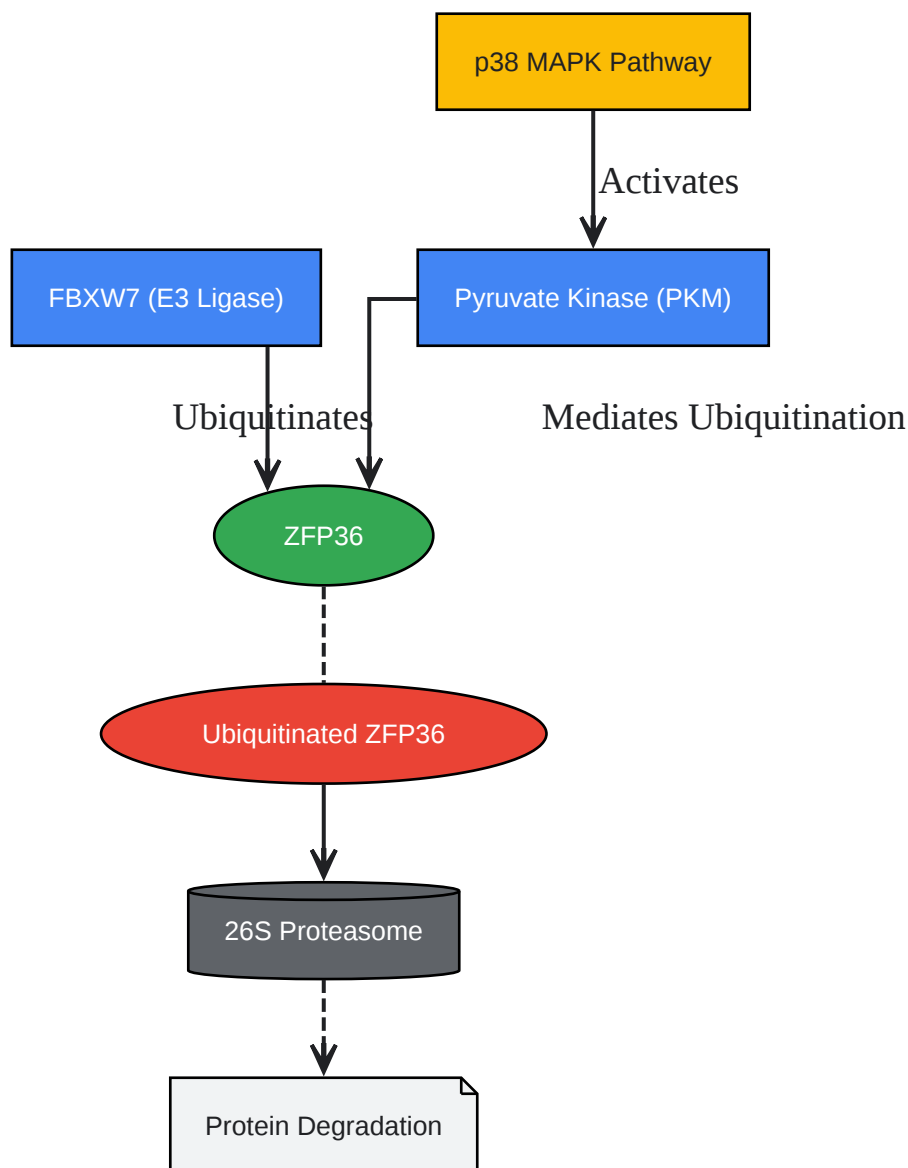 p38 MAPK Pathway
Activates
FBXW7 (E3 Ligase)
Pyruvate Kinase (PKM)
Ubiquitinates
Mediates Ubiquitination
ZFP36
Ubiquitinated ZFP36
26S Proteasome
Protein Degradation